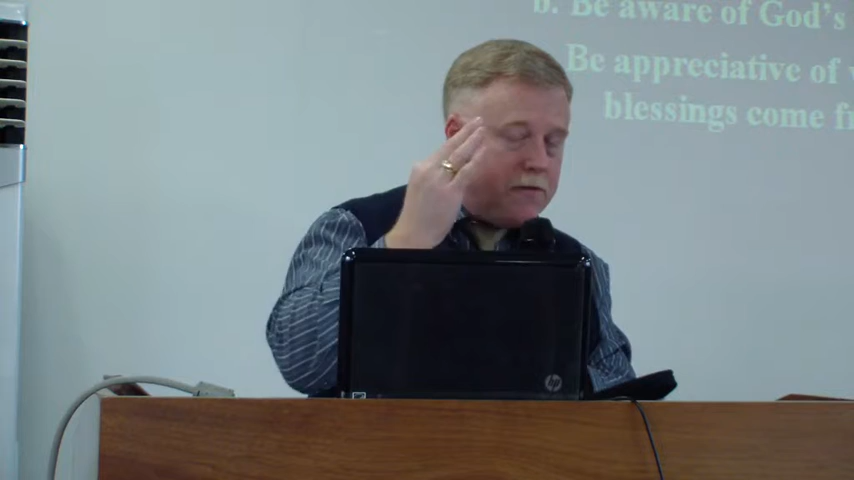 b. Be aware of God's
Be appreciative of
blessings come
hp